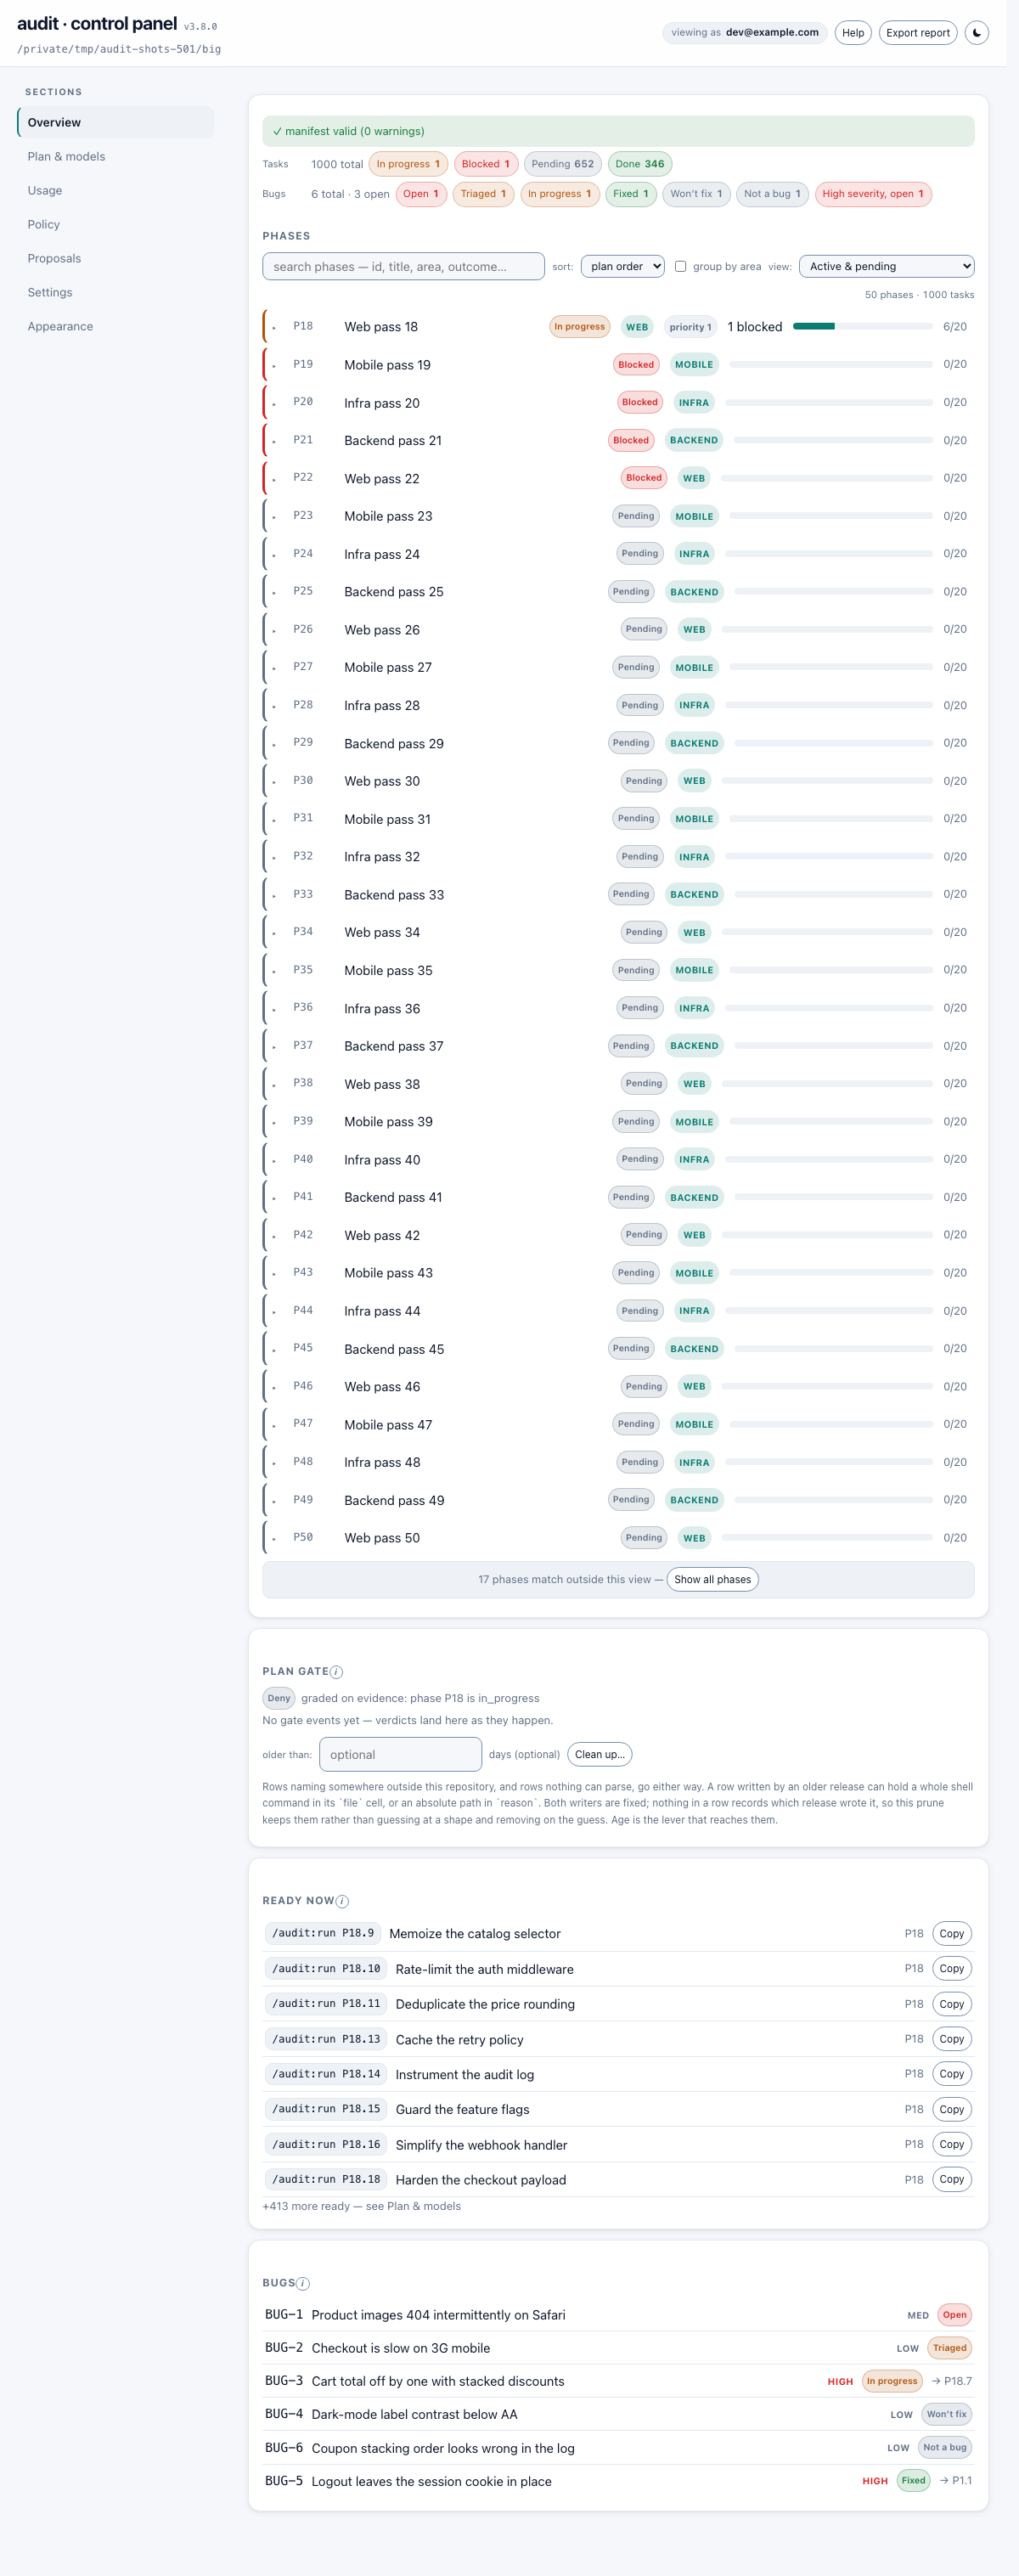 audit · control panel v3.8.0
/private/tmp/audit-shots-501/big
viewing as dev@example.com Help Export report
SECTIONS
Overview
Plan & models
Usage
Policy
Proposals
Settings
Appearance
✓ manifest valid (0 warnings)
Tasks 1000 total In progress 1 Blocked 1 Pending 652 Done 346
Bugs 6 total · 3 open Open 1 Triaged 1 In progress 1 Fixed 1 Won't fix 1 Not a bug 1 High severity, open 1
PHASES
search phases — id, title, area, outcome… sort: plan order group by area view: Active & pending
50 phases · 1000 tasks
P18 Web pass 18 In progress WEB priority 1 1 blocked 6/20
P19 Mobile pass 19 Blocked MOBILE 0/20
P20 Infra pass 20 Blocked INFRA 0/20
P21 Backend pass 21 Blocked BACKEND 0/20
P22 Web pass 22 Blocked WEB 0/20
P23 Mobile pass 23 Pending MOBILE 0/20
P24 Infra pass 24 Pending INFRA 0/20
P25 Backend pass 25 Pending BACKEND 0/20
P26 Web pass 26 Pending WEB 0/20
P27 Mobile pass 27 Pending MOBILE 0/20
P28 Infra pass 28 Pending INFRA 0/20
P29 Backend pass 29 Pending BACKEND 0/20
P30 Web pass 30 Pending WEB 0/20
P31 Mobile pass 31 Pending MOBILE 0/20
P32 Infra pass 32 Pending INFRA 0/20
P33 Backend pass 33 Pending BACKEND 0/20
P34 Web pass 34 Pending WEB 0/20
P35 Mobile pass 35 Pending MOBILE 0/20
P36 Infra pass 36 Pending INFRA 0/20
P37 Backend pass 37 Pending BACKEND 0/20
P38 Web pass 38 Pending WEB 0/20
P39 Mobile pass 39 Pending MOBILE 0/20
P40 Infra pass 40 Pending INFRA 0/20
P41 Backend pass 41 Pending BACKEND 0/20
P42 Web pass 42 Pending WEB 0/20
P43 Mobile pass 43 Pending MOBILE 0/20
P44 Infra pass 44 Pending INFRA 0/20
P45 Backend pass 45 Pending BACKEND 0/20
P46 Web pass 46 Pending WEB 0/20
P47 Mobile pass 47 Pending MOBILE 0/20
P48 Infra pass 48 Pending INFRA 0/20
P49 Backend pass 49 Pending BACKEND 0/20
P50 Web pass 50 Pending WEB 0/20
17 phases match outside this view — Show all phases
PLAN GATE i
Deny graded on evidence: phase P18 is in_progress
No gate events yet — verdicts land here as they happen.
older than: optional days (optional) Clean up…
Rows naming somewhere outside this repository, and rows nothing can parse, go either way. A row written by an older release can hold a whole shell
command in its `file` cell, or an absolute path in `reason`. Both writers are fixed; nothing in a row records which release wrote it, so this prune
keeps them rather than guessing at a shape and removing on the guess. Age is the lever that reaches them.
READY NOW i
/audit:run P18.9 Memoize the catalog selector P18 Copy
/audit:run P18.10 Rate-limit the auth middleware P18 Copy
/audit:run P18.11 Deduplicate the price rounding P18 Copy
/audit:run P18.13 Cache the retry policy P18 Copy
/audit:run P18.14 Instrument the audit log P18 Copy
/audit:run P18.15 Guard the feature flags P18 Copy
/audit:run P18.16 Simplify the webhook handler P18 Copy
/audit:run P18.18 Harden the checkout payload P18 Copy
+413 more ready — see Plan & models
BUGS i
BUG-1 Product images 404 intermittently on Safari MED Open
BUG-2 Checkout is slow on 3G mobile LOW Triaged
BUG-3 Cart total off by one with stacked discounts HIGH In progress → P18.7
BUG-4 Dark-mode label contrast below AA LOW Won't fix
BUG-6 Coupon stacking order looks wrong in the log LOW Not a bug
BUG-5 Logout leaves the session cookie in place HIGH Fixed → P1.1